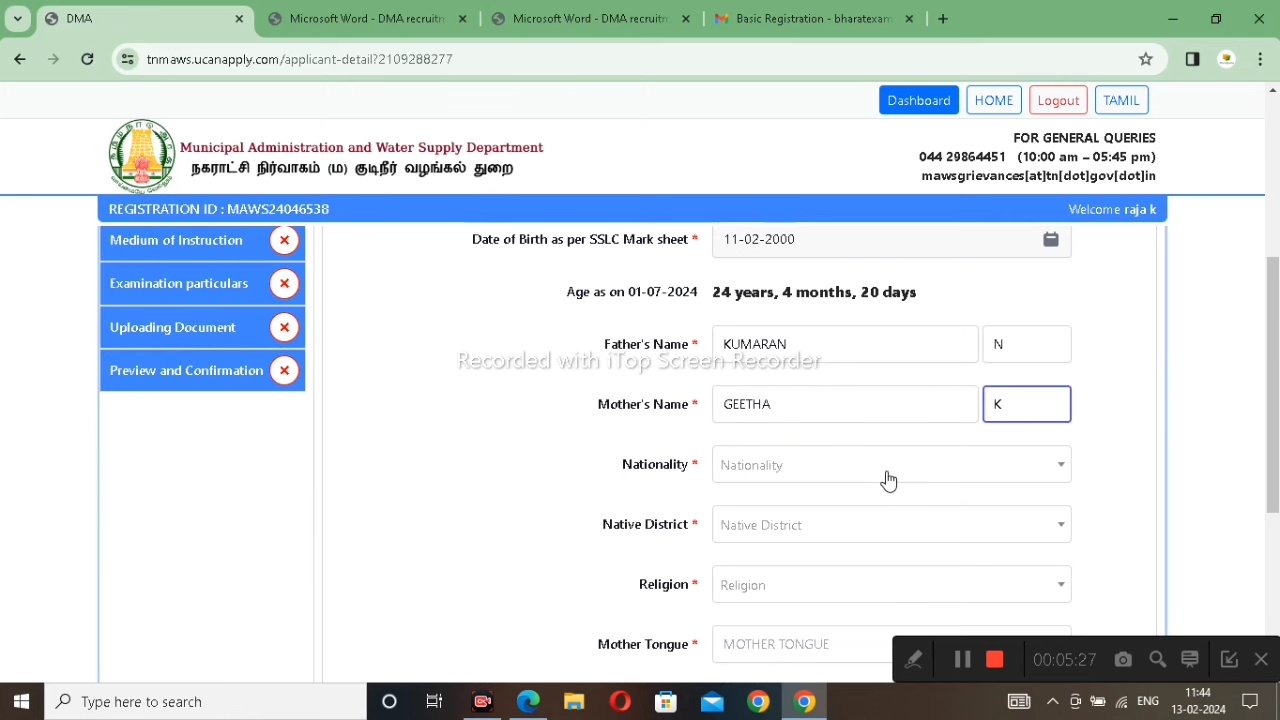 DMA
Microsoft Word - DMA recruitm
Microsoft Word - DMA recruitm
Basic Registration - bharatexam
tnmaws.ucanapply.com/applicant-detail?2109288277
Dashboard
HOME
Logout
TAMIL
Municipal Administration and Water Supply Department
நகராட்சி நிர்வாகம் (ம) குடிநீர் வழங்கல் துறை
FOR GENERAL QUERIES
044 29864451 (10:00 am – 05:45 pm)
mawsgrievances[at]tn[dot]gov[dot]in
REGISTRATION ID : MAWS24046538
Welcome raja k
Medium of Instruction
Examination particulars
Uploading Document
Preview and Confirmation
Date of Birth as per SSLC Mark sheet * 11-02-2000
Age as on 01-07-2024 24 years, 4 months, 20 days
Father's Name * KUMARAN N
Recorded with iTop Screen Recorder
Mother's Name * GEETHA K
Nationality * Nationality
Native District * Native District
Religion * Religion
Mother Tongue * MOTHER TONGUE
00:05:27
Type here to search
ENG
11:44
13-02-2024